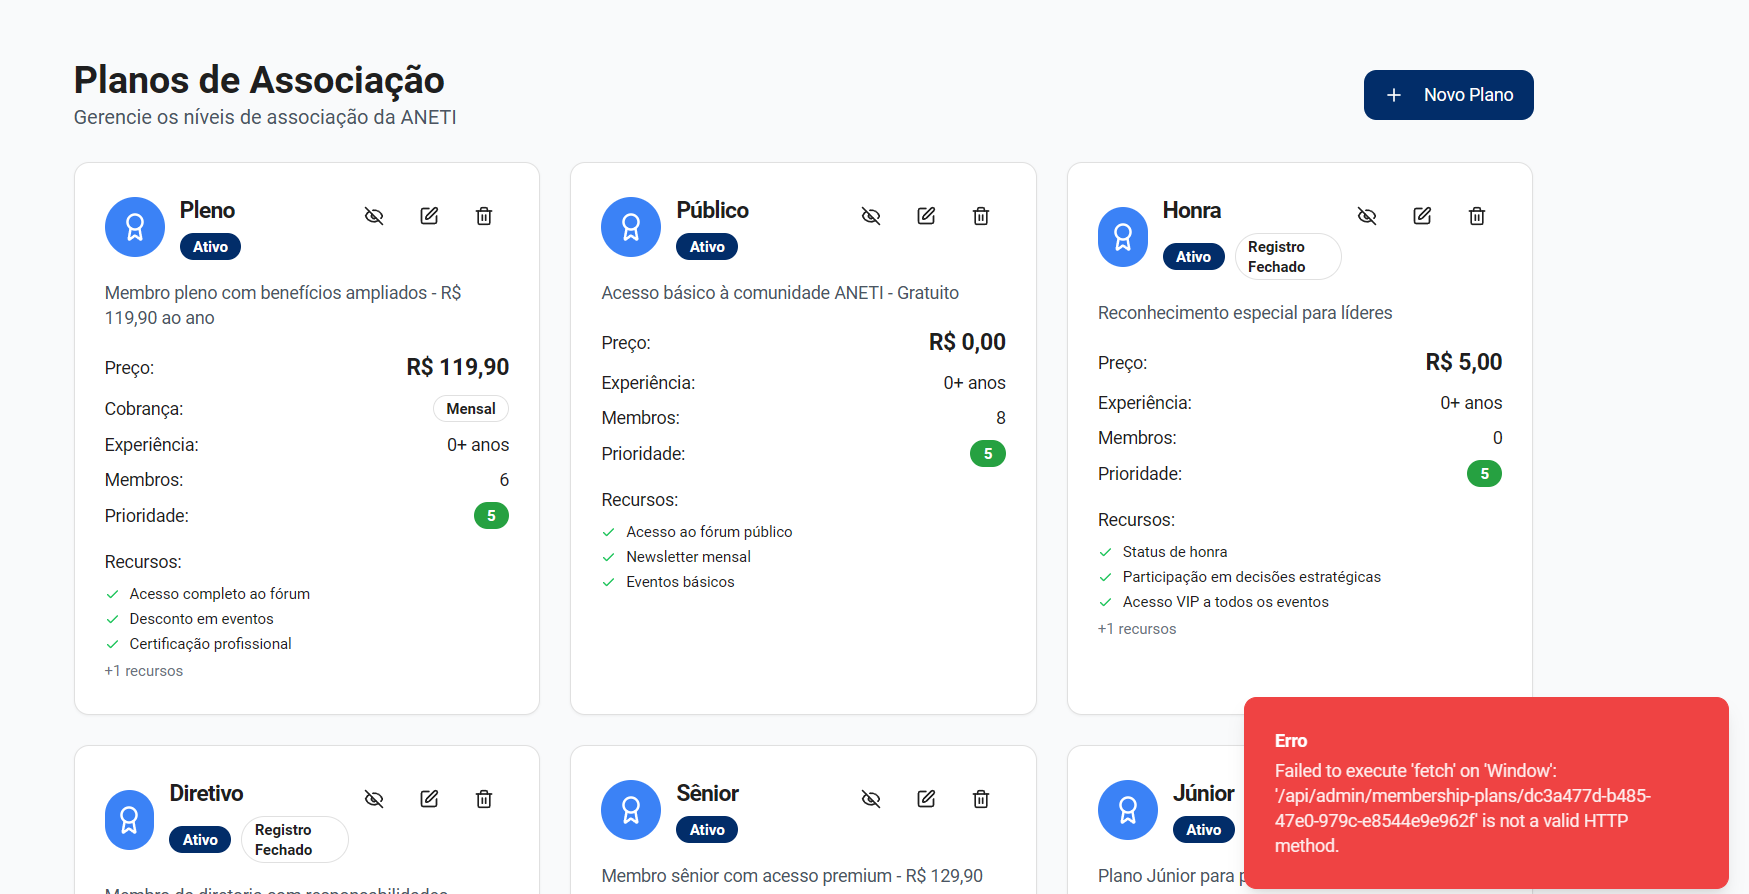 Planos de Associação
Gerencie os níveis de associação da ANETI
Novo Plano
Pleno
Ativo
Membro pleno com benefícios ampliados - R$
119,90 ao ano
Preço:
R$ 119,90
Cobrança:
Mensal
Experiência:
0+ anos
Membros:
6
Prioridade:
5
Recursos:
Acesso completo ao fórum
Desconto em eventos
Certificação profissional
+1 recursos
Público
Ativo
Acesso básico à comunidade ANETI - Gratuito
Preço:
R$ 0,00
Experiência:
0+ anos
Membros:
8
Prioridade:
5
Recursos:
Acesso ao fórum público
Newsletter mensal
Eventos básicos
Honra
Ativo
Registro
Fechado
Reconhecimento especial para líderes
Preço:
R$ 5,00
Experiência:
0+ anos
Membros:
0
Prioridade:
5
Recursos:
Status de honra
Participação em decisões estratégicas
Acesso VIP a todos os eventos
+1 recursos
Diretivo
Ativo
Registro
Fechado
Membro da diretoria com responsabilidades
Sênior
Ativo
Membro sênior com acesso premium - R$ 129,90
Júnior
Ativo
Plano Júnior para
Erro
Failed to execute 'fetch' on 'Window':
'/api/admin/membership-plans/dc3a477d-b485-
47e0-979c-e8544e9e962f' is not a valid HTTP
method.